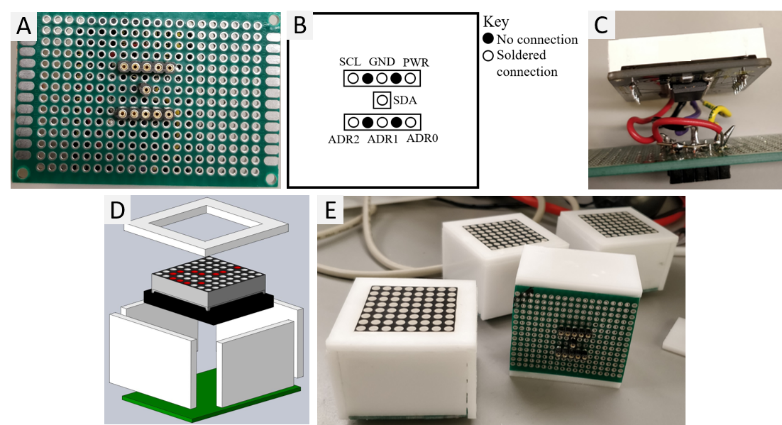 A
B
C
Key
No connection
Soldered
connection
SCL GND PWR
SDA
ADR2 ADR1 ADR0
D
E